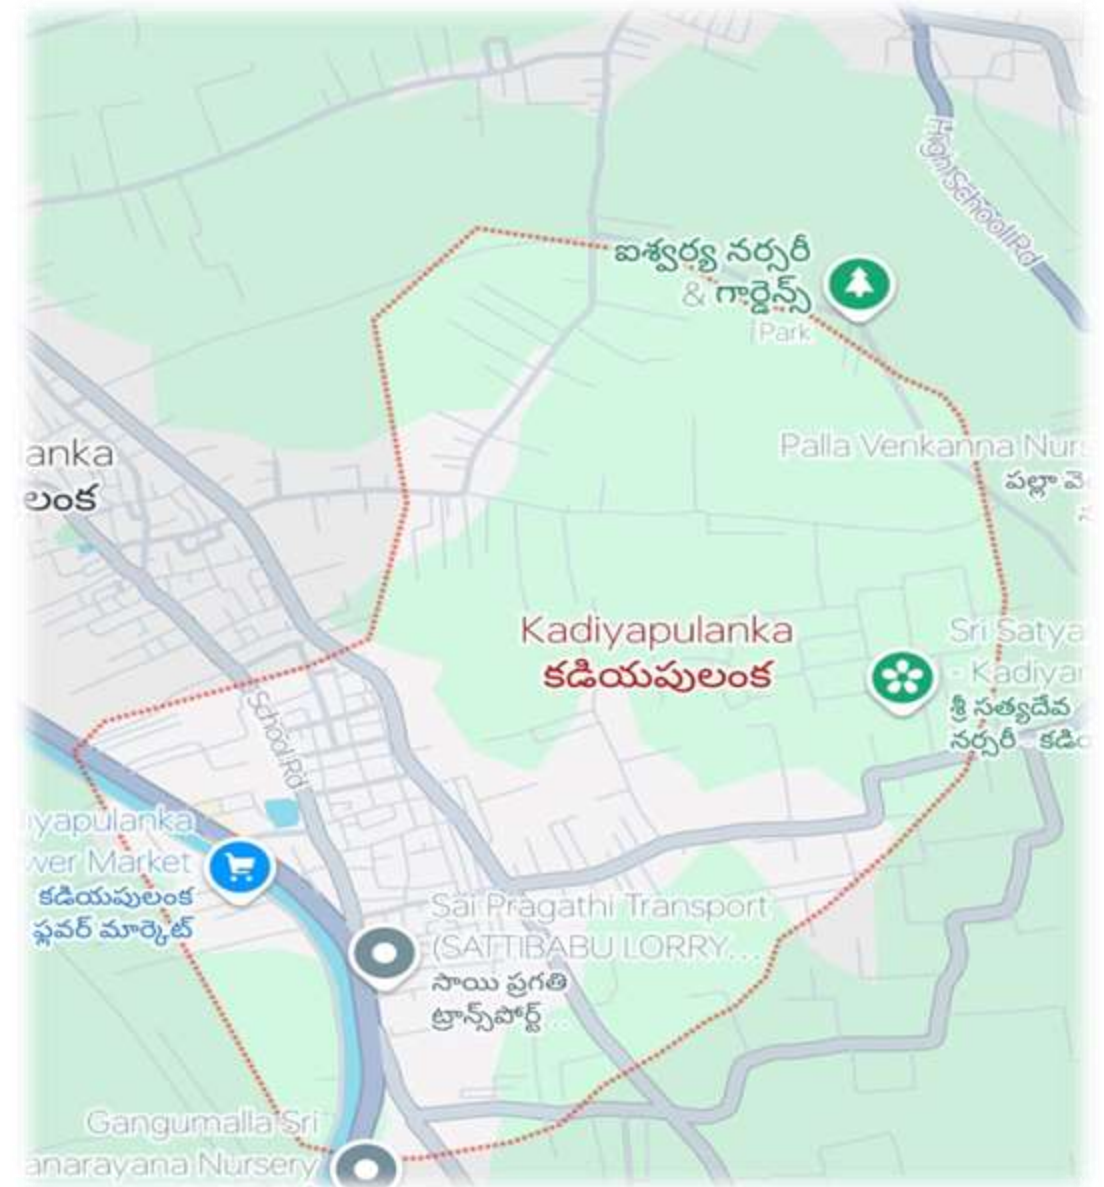 High School Rd
ఐశ్వర్య నర్సరీ
& గార్డెన్స్
Park
anka
లంక
Palla Venkanna Nurs
పల్లా వె
Kadiyapulanka
కడియపులంక
Sri Satya
- Kadiyan
శ్రీ సత్యదేవ
నర్సరీ - కడియ
School Rd
iyapulanka
wer Market
కడియపులంక
ఫ్లవర్ మార్కెట్
Sai Pragathi Transport
(SATTIBABU LORRY...
సాయి ప్రగతి
ట్రాన్స్‌పోర్ట్ ...
Gangumalla Sri
anarayana Nursery